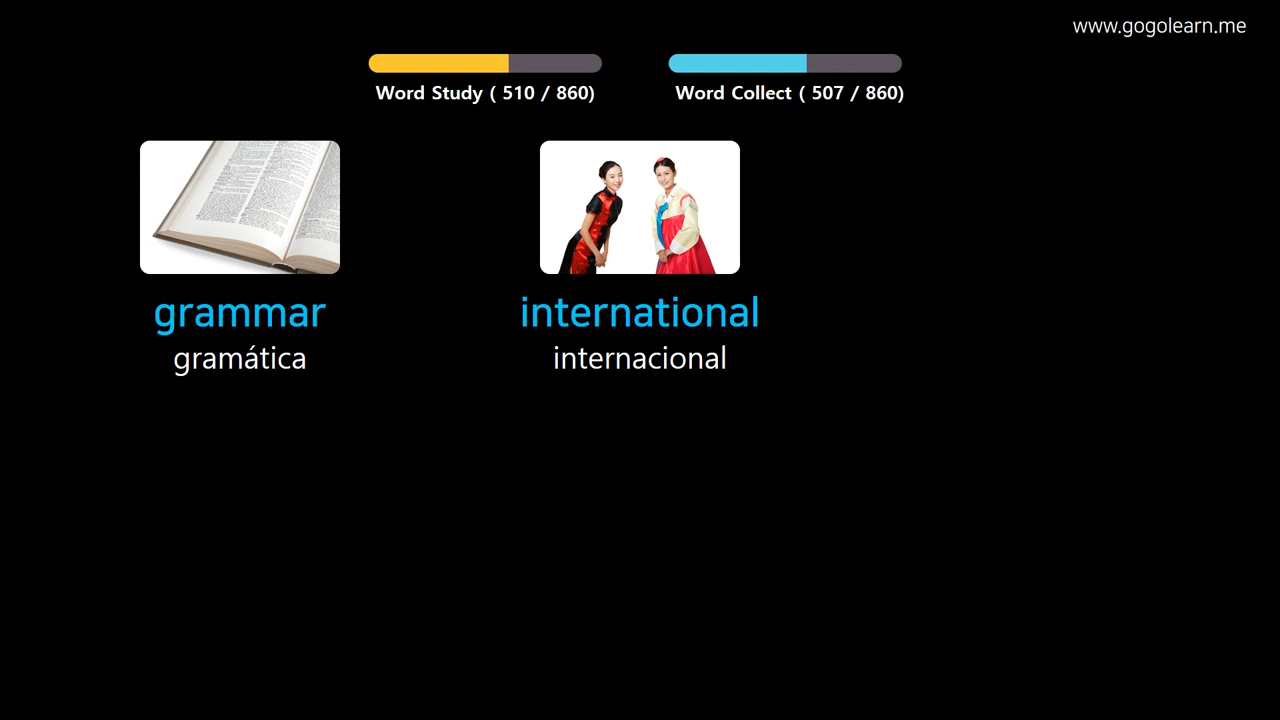 www.gogolearn.me
Word Study ( 510 / 860)
Word Collect ( 507 / 860)
grammar
gramática
international
internacional